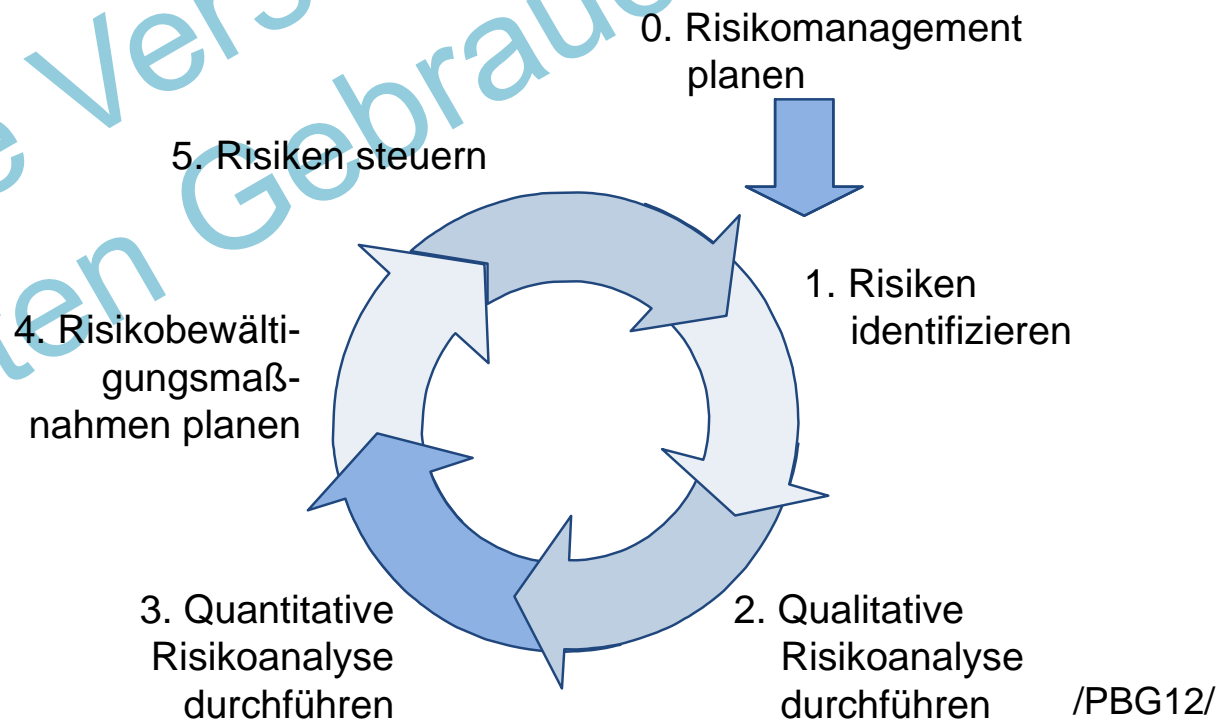 0. Risikomanagement
planen
5. Risiken steuern
1. Risiken
identifizieren
4. Risikobewälti-
gungsmaß-
nahmen planen
3. Quantitative
Risikoanalyse
durchführen
2. Qualitative
Risikoanalyse
durchführen
/PBG12/